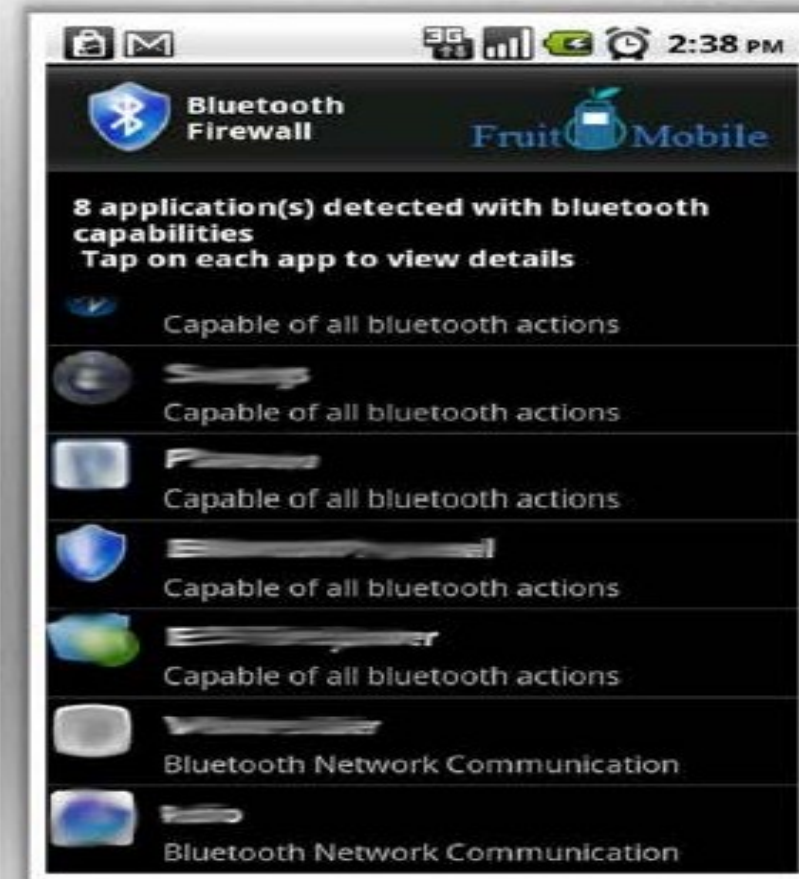 3G
2:38 PM
Bluetooth
Firewall
Fruit Mobile
8 application(s) detected with bluetooth
capabilities
Tap on each app to view details
Capable of all bluetooth actions
Capable of all bluetooth actions
Capable of all bluetooth actions
Capable of all bluetooth actions
Capable of all bluetooth actions
Bluetooth Network Communication
Bluetooth Network Communication